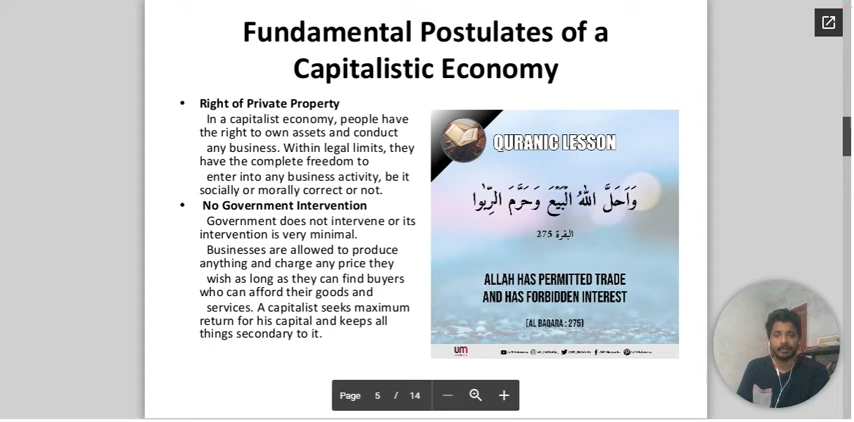 Fundamental Postulates of a
Capitalistic Economy
• Right of Private Property
In a capitalist economy, people have
the right to own assets and conduct
any business. Within legal limits, they
have the complete freedom to
enter into any business activity, be it
socially or morally correct or not.
• No Government Intervention
Government does not intervene or its
intervention is very minimal.
Businesses are allowed to produce
anything and charge any price they
wish as long as they can find buyers
who can afford their goods and
services. A capitalist seeks maximum
return for his capital and keeps all
things secondary to it.
QURANIC LESSON
وَاَحَلَّ اللّٰهُ الْبَيْعَ وَحَرَّمَ الرِّبٰوا
البقرة 275
ALLAH HAS PERMITTED TRADE
AND HAS FORBIDDEN INTEREST
(AL BAQARA : 275)
um
Page 5 / 14